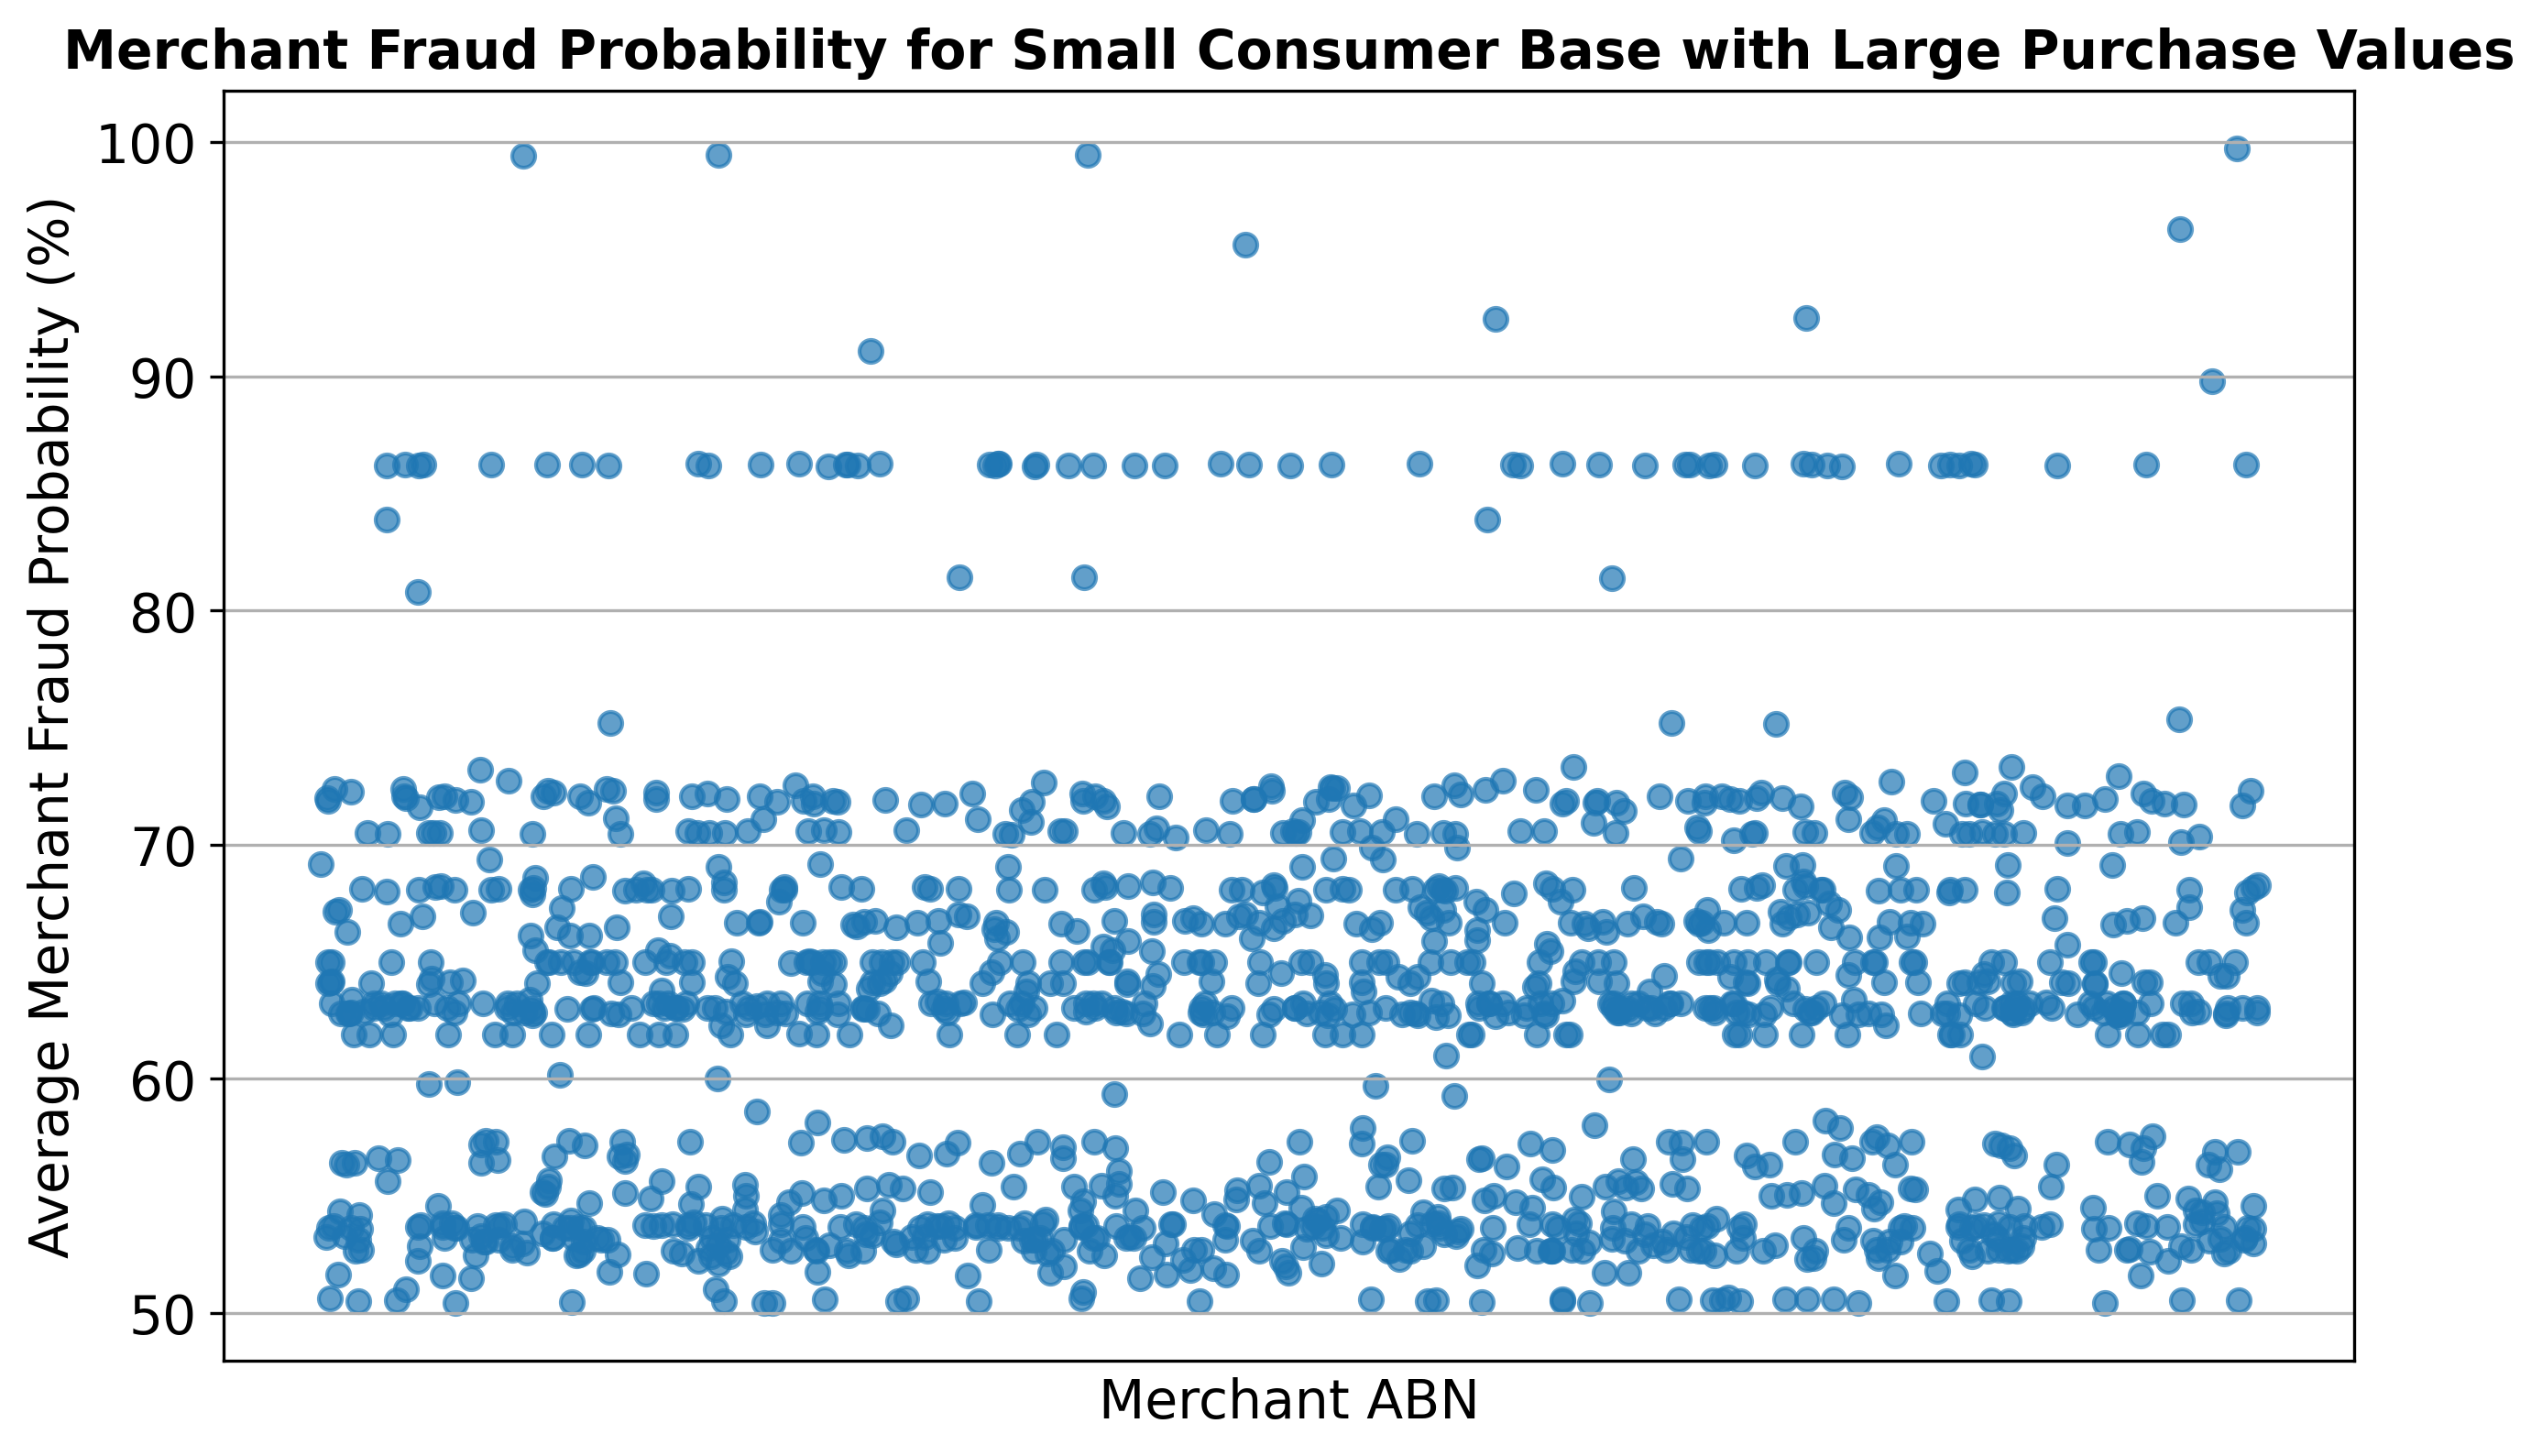 Merchant Fraud Probability for Small Consumer Base with Large Purchase Values
Average Merchant Fraud Probability (%)
100
90
80
70
60
50
Merchant ABN